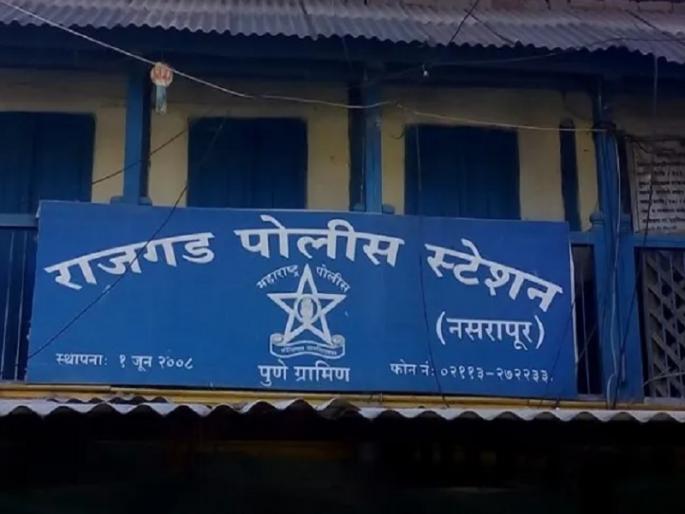 राजगड पोलीस स्टेशन
(नसरापूर)
महाराष्ट्र पोलीस
स्थापना: १ जून २००८
पुणे ग्रामिण
फोन नं: ०२११३-२७२२३३.